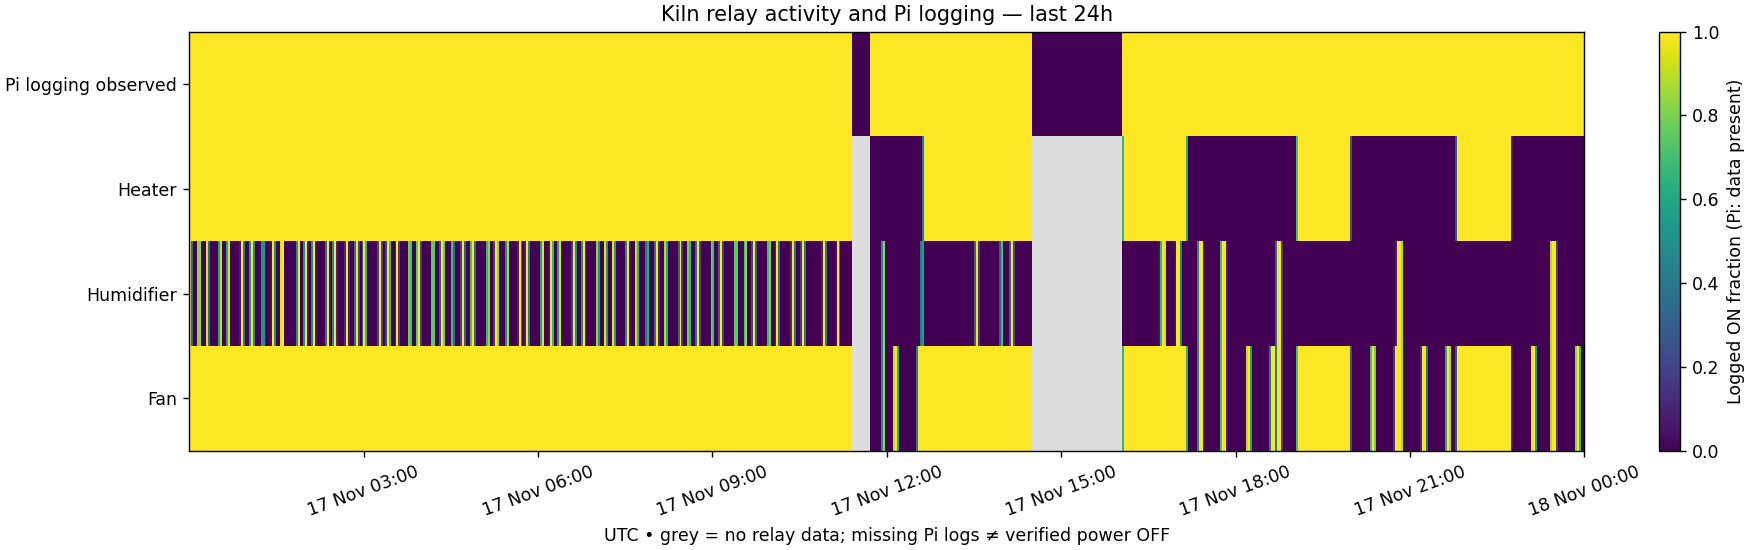 Kiln relay activity and Pi logging — last 24h
Pi logging observed
Heater
Humidifier
Fan
17 Nov 03:00
17 Nov 06:00
17 Nov 09:00
17 Nov 12:00
17 Nov 15:00
17 Nov 18:00
17 Nov 21:00
18 Nov 00:00
UTC • grey = no relay data; missing Pi logs ≠ verified power OFF
1.0
0.8
0.6
0.4
0.2
0.0
Logged ON fraction (Pi: data present)